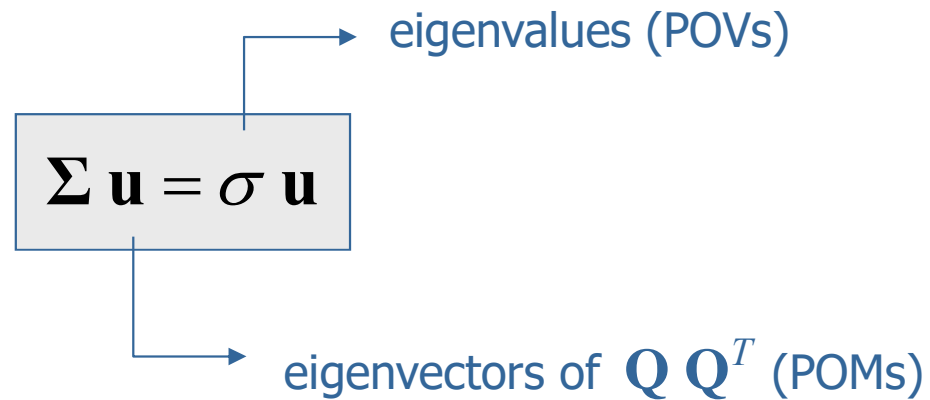 eigenvalues (POVs)
Σ u = σ u
eigenvectors of Q Q^T (POMs)